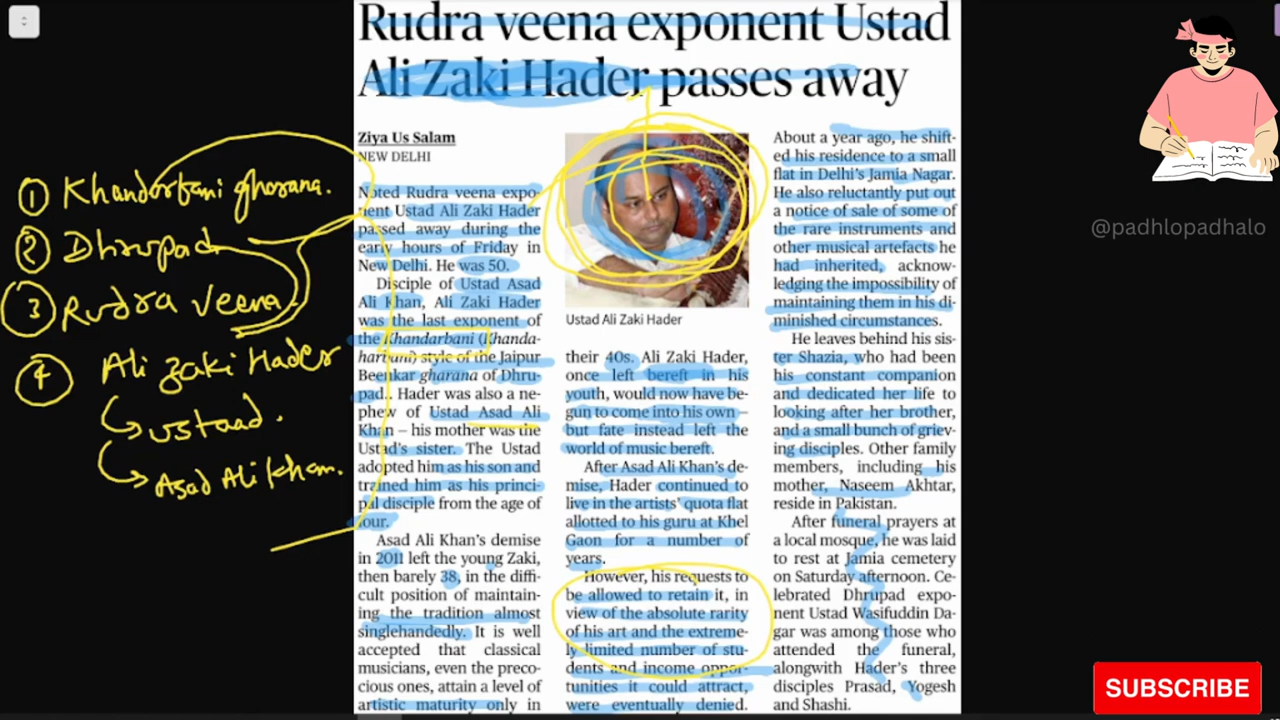 Rudra veena exponent Ustad
Ali Zaki Hader passes away
Ziya Us Salam
NEW DELHI
Noted Rudra veena expo-
nent Ustad Ali Zaki Hader
passed away during the
early hours of Friday in
New Delhi. He was 50.
Disciple of Ustad Asad
Ali Khan, Ali Zaki Hader
was the last exponent of
the Khandarbani (Khanda-
harbani) style of the Jaipur
Beenkar gharana of Dhru-
pad. Hader was also a ne-
phew of Ustad Asad Ali
Khan – his mother was the
Ustad's sister. The Ustad
adopted him as his son and
trained him as his princi-
pal disciple from the age of
four.
Asad Ali Khan's demise
in 2011 left the young Zaki,
then barely 38, in the diffi-
cult position of maintain-
ing the tradition almost
singlehandedly. It is well
accepted that classical
musicians, even the preco-
cious ones, attain a level of
artistic maturity only in
Ustad Ali Zaki Hader
their 40s. Ali Zaki Hader,
once left bereft in his
youth, would now have be-
gun to come into his own –
but fate instead left the
world of music bereft.
After Asad Ali Khan's de-
mise, Hader continued to
live in the artists' quota flat
allotted to his guru at Khel
Gaon for a number of
years.
However, his requests to
be allowed to retain it, in
view of the absolute rarity
of his art and the extreme-
ly limited number of stu-
dents and income oppor-
tunities it could attract,
were eventually denied.
About a year ago, he shift-
ed his residence to a small
flat in Delhi's Jamia Nagar.
He also reluctantly put out
a notice of sale of some of
the rare instruments and
other musical artefacts he
had inherited, acknow-
ledging the impossibility of
maintaining them in his di-
minished circumstances.
He leaves behind his sis-
ter Shazia, who had been
his constant companion
and dedicated her life to
looking after her brother,
and a small bunch of griev-
ing disciples. Other family
members, including his
mother, Naseem Akhtar,
reside in Pakistan.
After funeral prayers at
a local mosque, he was laid
to rest at Jamia cemetery
on Saturday afternoon. Ce-
lebrated Dhrupad expo-
nent Ustad Wasifuddin Da-
gar was among those who
attended the funeral,
alongwith Hader's three
disciples Prasad, Yogesh
and Shashi.
① Khandarbani gharana.
② Dhrupad
③ Rudra veena
④ Ali zaki Hader
ustaad.
Asad Ali Kham.
@padhlopadhalo
SUBSCRIBE